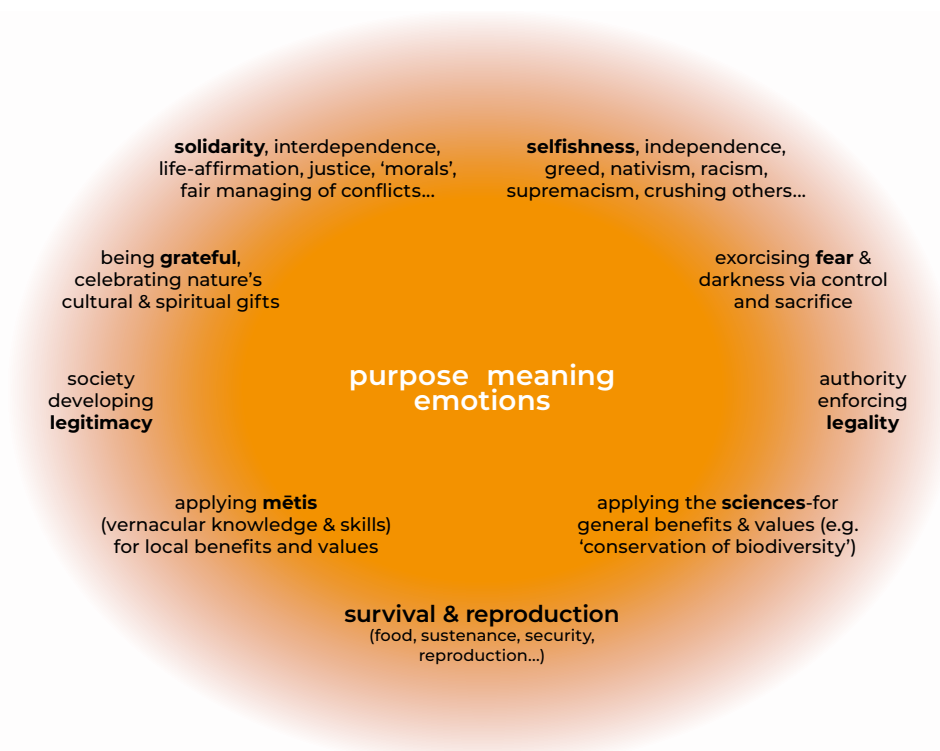 solidarity, interdependence,
life-affirmation, justice, ‘morals’,
fair managing of conflicts...
selfishness, independence,
greed, nativism, racism,
supremacism, crushing others...
being grateful,
celebrating nature’s
cultural & spiritual gifts
exorcising fear &
darkness via control
and sacrifice
purpose meaning
emotions
society
developing
legitimacy
authority
enforcing
legality
applying mētis
(vernacular knowledge & skills)
for local benefits and values
applying the sciences-for
general benefits & values (e.g.
‘conservation of biodiversity’)
survival & reproduction
(food, sustenance, security,
reproduction...)